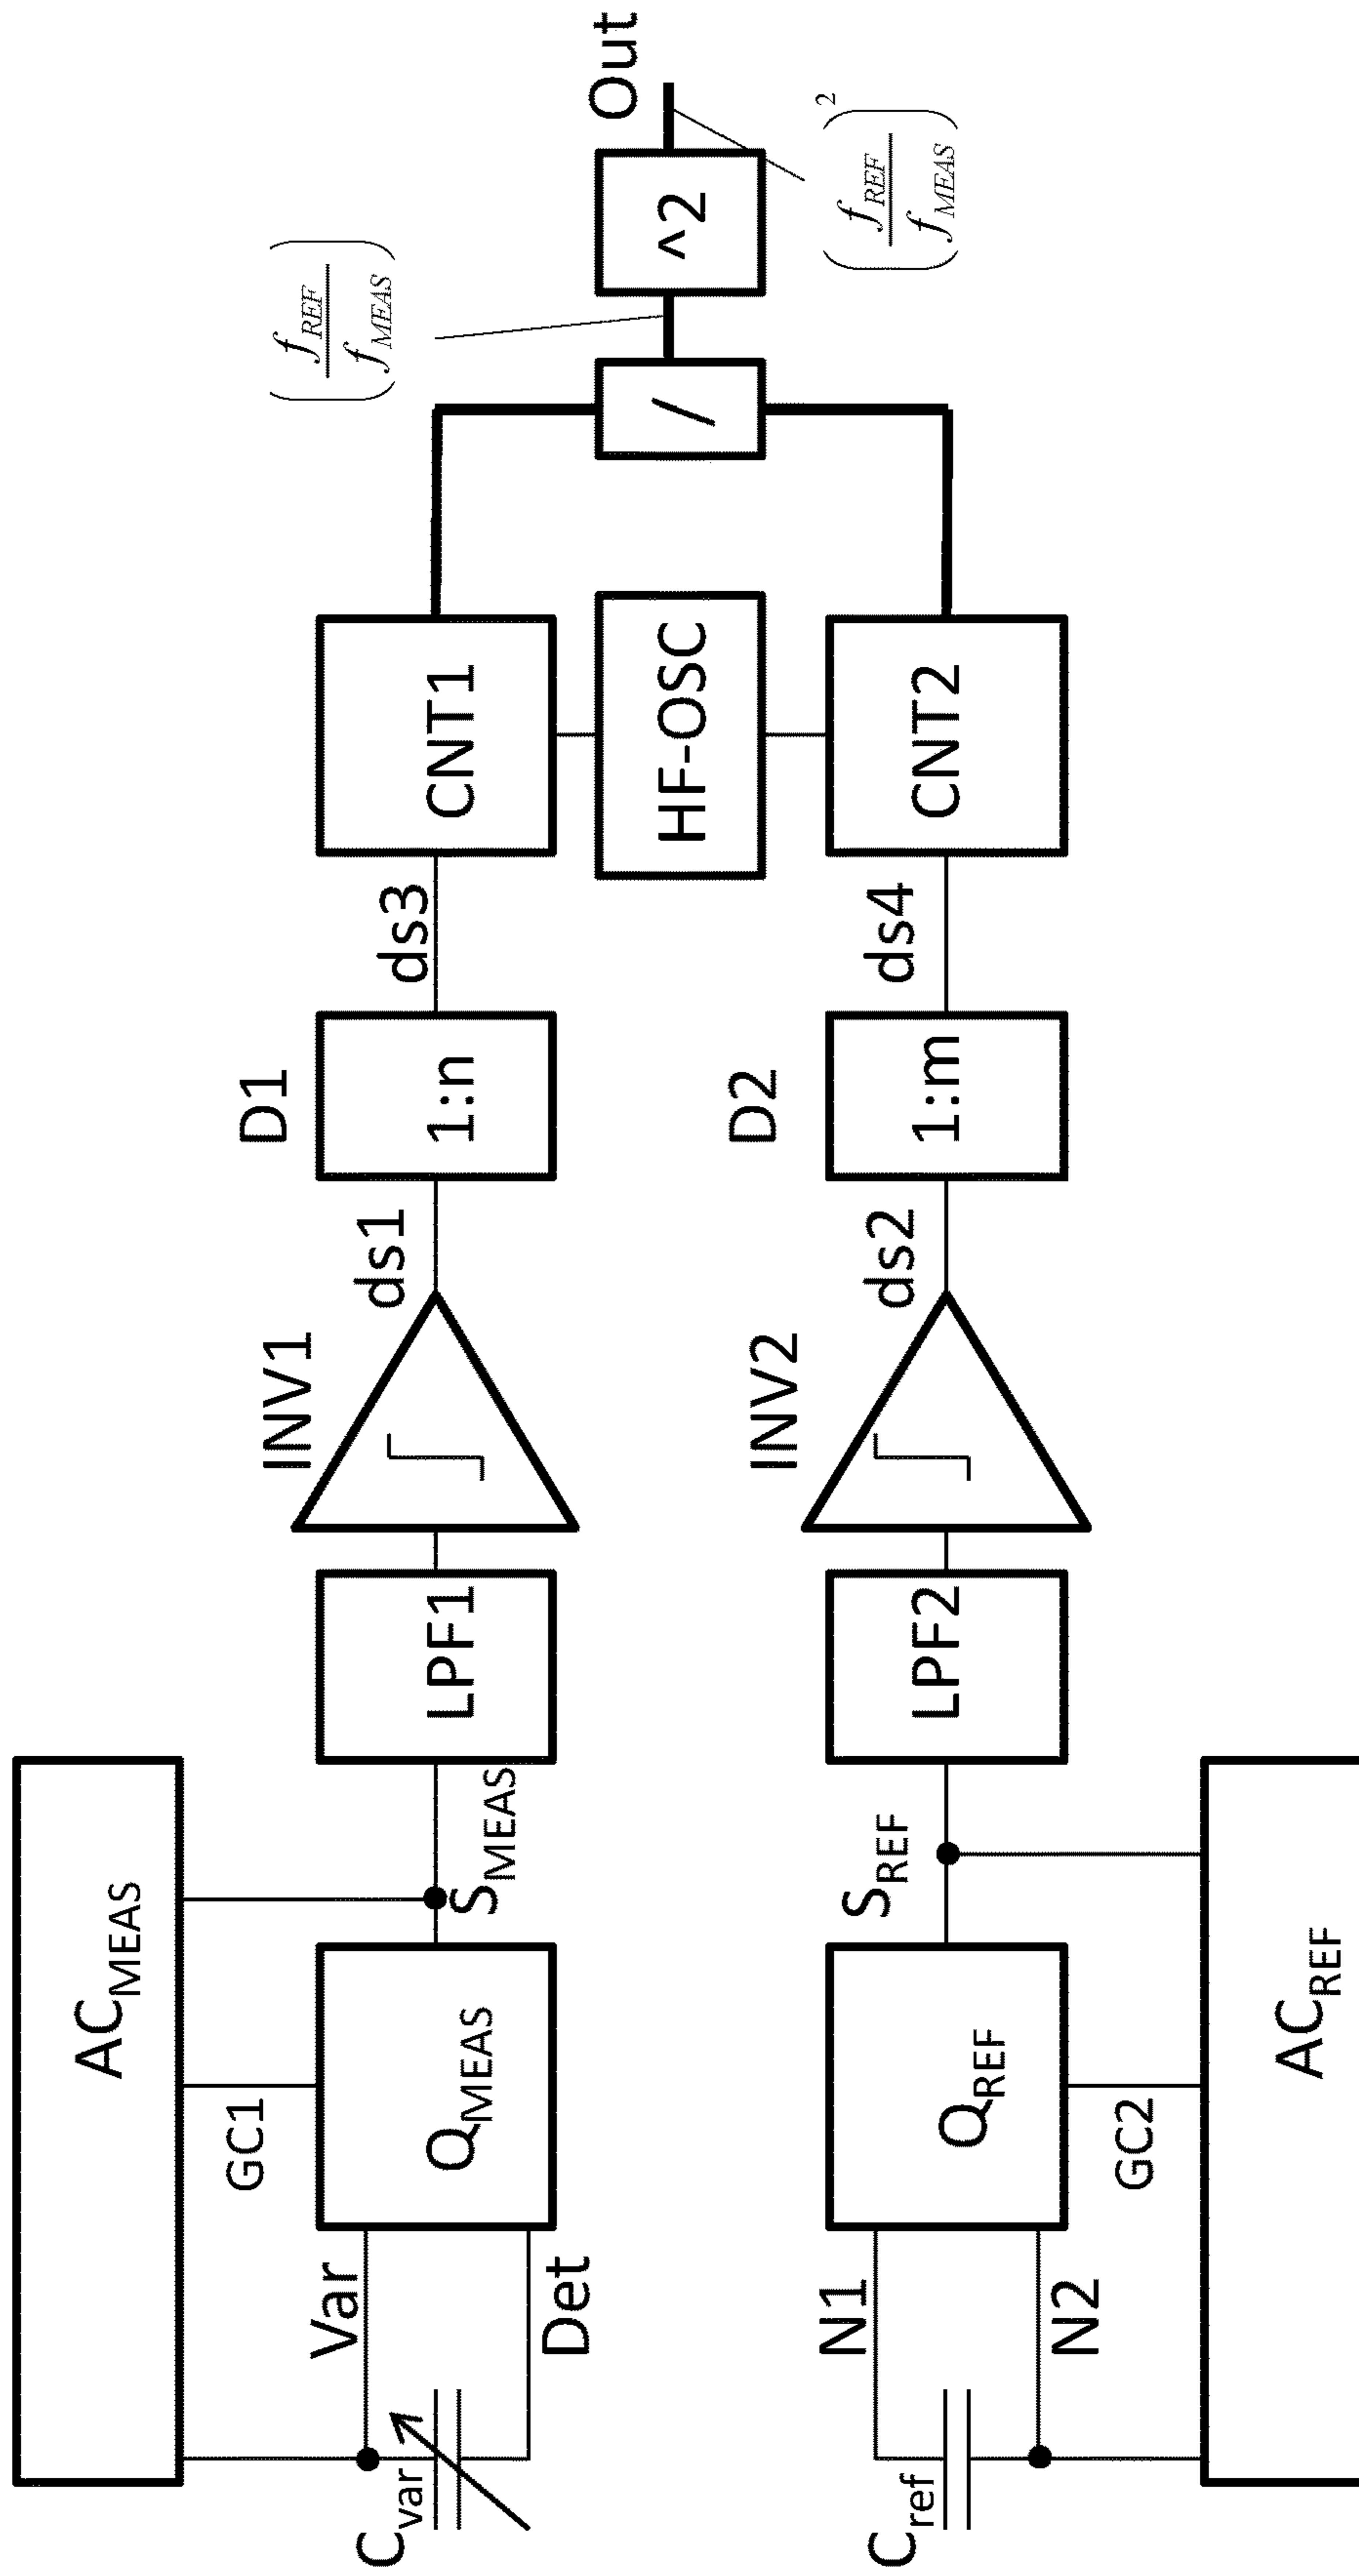 AC_MEAS
GC1
C_var
Var
Det
Q_MEAS
S_MEAS
LPF1
INV1
ds1
D1
1:n
ds3
CNT1
HF-OSC
(f_REF / f_MEAS)
/
^2
Out
(f_REF / f_MEAS)^2
C_ref
N1
N2
Q_REF
S_REF
LPF2
INV2
ds2
D2
1:m
ds4
CNT2
GC2
AC_REF